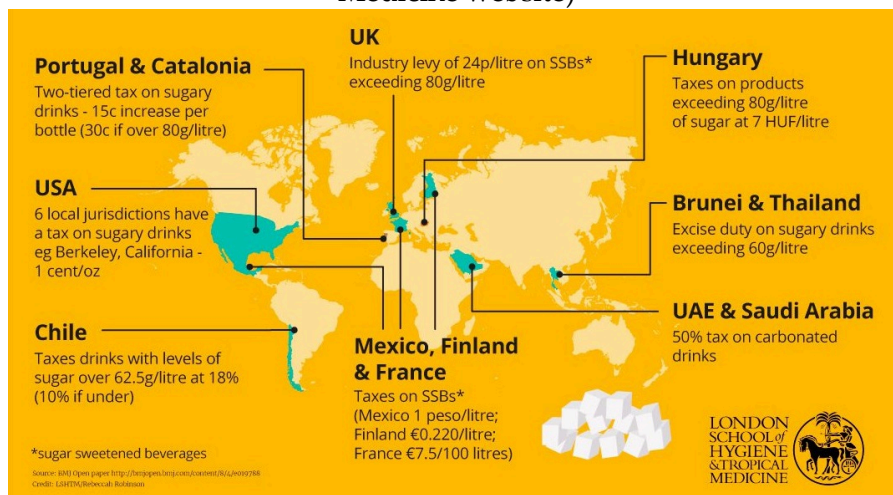 Medicine website)
UK
Industry levy of 24p/litre on SSBs*
exceeding 80g/litre
Portugal & Catalonia
Two-tiered tax on sugary
drinks - 15c increase per
bottle (30c if over 80g/litre)
Hungary
Taxes on products
exceeding 80g/litre
of sugar at 7 HUF/litre
USA
6 local jurisdictions have
a tax on sugary drinks
eg Berkeley, California -
1 cent/oz
Brunei & Thailand
Excise duty on sugary drinks
exceeding 60g/litre
UAE & Saudi Arabia
50% tax on carbonated
drinks
Chile
Taxes drinks with levels of
sugar over 62.5g/litre at 18%
(10% if under)
Mexico, Finland
& France
Taxes on SSBs*
(Mexico 1 peso/litre;
Finland €0.220/litre;
France €7.5/100 litres)
*sugar sweetened beverages
Source: BMJ Open paper
Credit: LSHTM/Rebeccah Robinson
LONDON
SCHOOL of
HYGIENE
& TROPICAL
MEDICINE